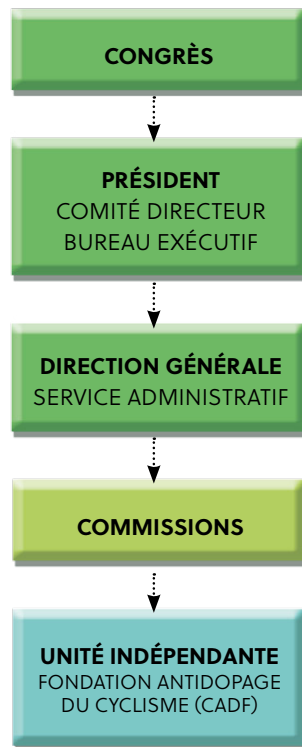 CONGRÈS
PRÉSIDENT
COMITÉ DIRECTEUR
BUREAU EXÉCUTIF
DIRECTION GÉNÉRALE
SERVICE ADMINISTRATIF
COMMISSIONS
UNITÉ INDÉPENDANTE
FONDATION ANTIDOPAGE
DU CYCLISME (CADF)